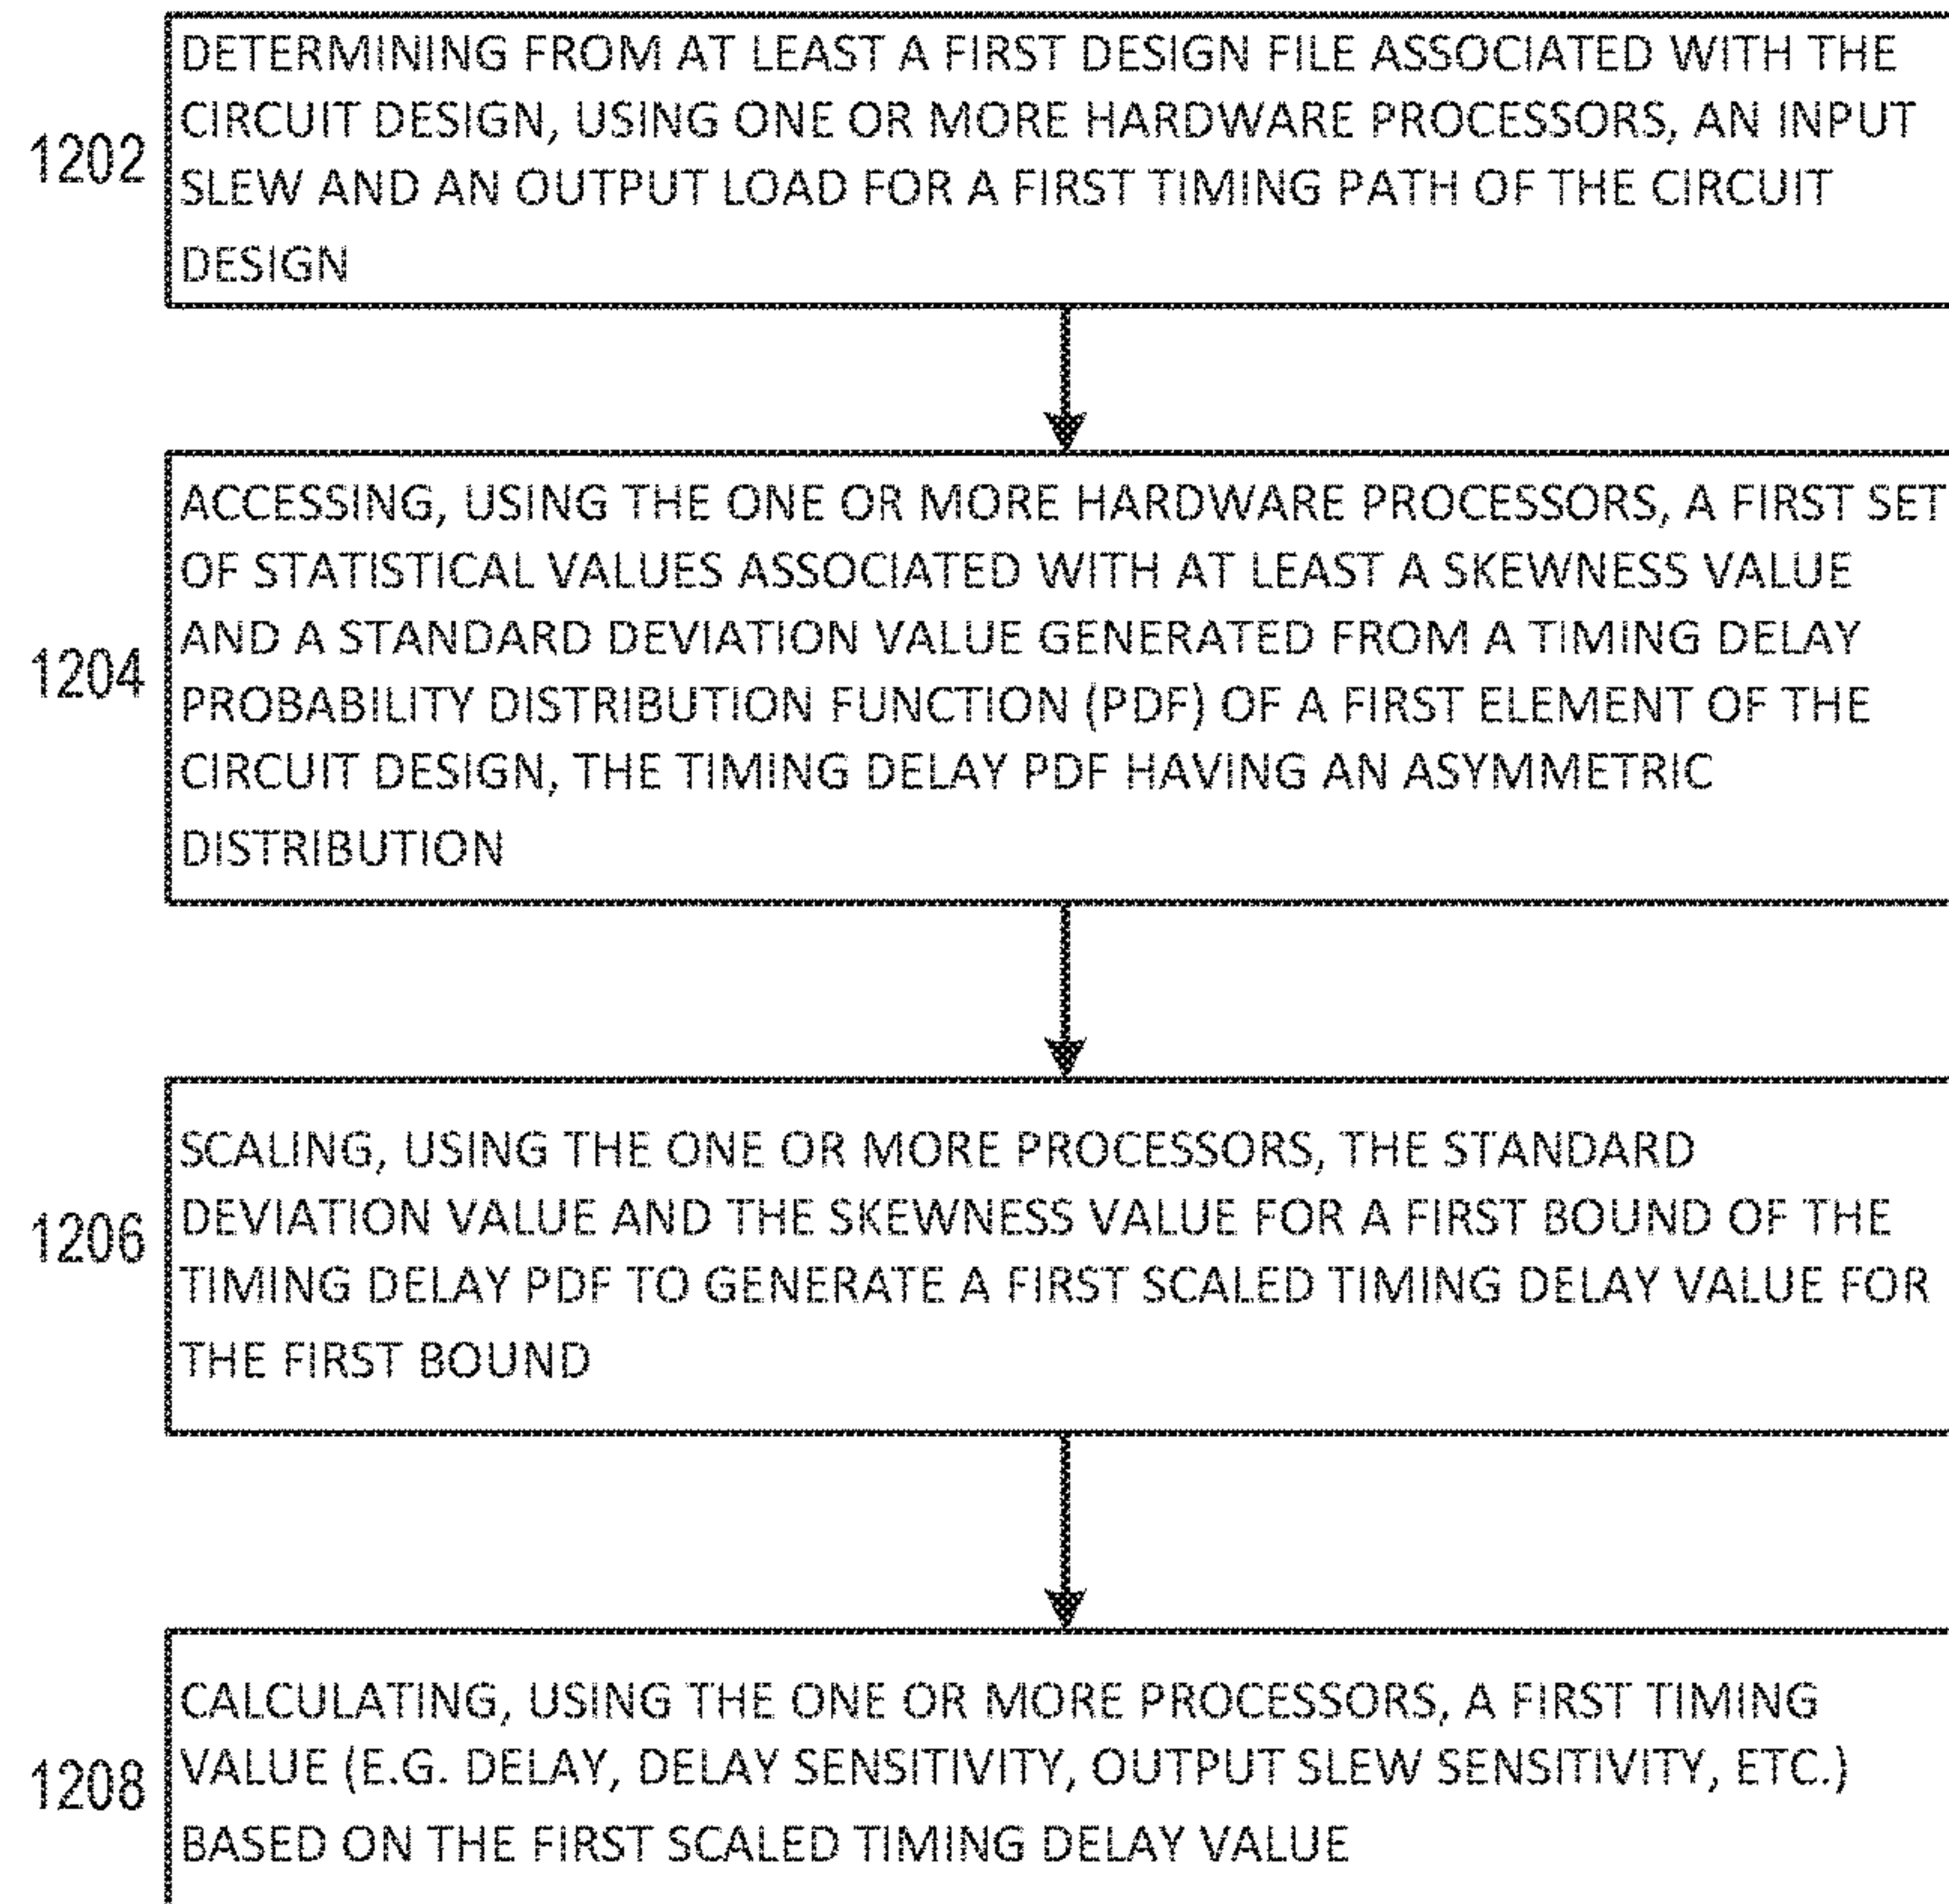 1202
DETERMINING FROM AT LEAST A FIRST DESIGN FILE ASSOCIATED WITH THE
CIRCUIT DESIGN, USING ONE OR MORE HARDWARE PROCESSORS, AN INPUT
SLEW AND AN OUTPUT LOAD FOR A FIRST TIMING PATH OF THE CIRCUIT
DESIGN
1204
ACCESSING, USING THE ONE OR MORE HARDWARE PROCESSORS, A FIRST SET
OF STATISTICAL VALUES ASSOCIATED WITH AT LEAST A SKEWNESS VALUE
AND A STANDARD DEVIATION VALUE GENERATED FROM A TIMING DELAY
PROBABILITY DISTRIBUTION FUNCTION (PDF) OF A FIRST ELEMENT OF THE
CIRCUIT DESIGN, THE TIMING DELAY PDF HAVING AN ASYMMETRIC
DISTRIBUTION
1206
SCALING, USING THE ONE OR MORE PROCESSORS, THE STANDARD
DEVIATION VALUE AND THE SKEWNESS VALUE FOR A FIRST BOUND OF THE
TIMING DELAY PDF TO GENERATE A FIRST SCALED TIMING DELAY VALUE FOR
THE FIRST BOUND
1208
CALCULATING, USING THE ONE OR MORE PROCESSORS, A FIRST TIMING
VALUE (E.G. DELAY, DELAY SENSITIVITY, OUTPUT SLEW SENSITIVITY, ETC.)
BASED ON THE FIRST SCALED TIMING DELAY VALUE